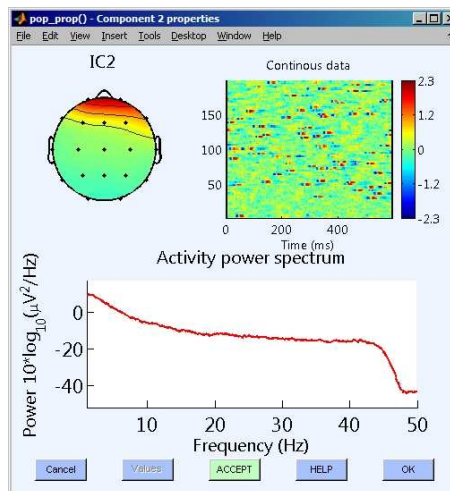 pop_prop() - Component 2 properties
File Edit View Insert Tools Desktop Window Help
IC2
Continous data
150
100
50
0 200 400
Time (ms)
2.3
1.2
0
-1.2
-2.3
Activity power spectrum
Power 10*log10(μV2/Hz)
0
-20
-40
10 20 30 40 50
Frequency (Hz)
Cancel Values ACCEPT HELP OK